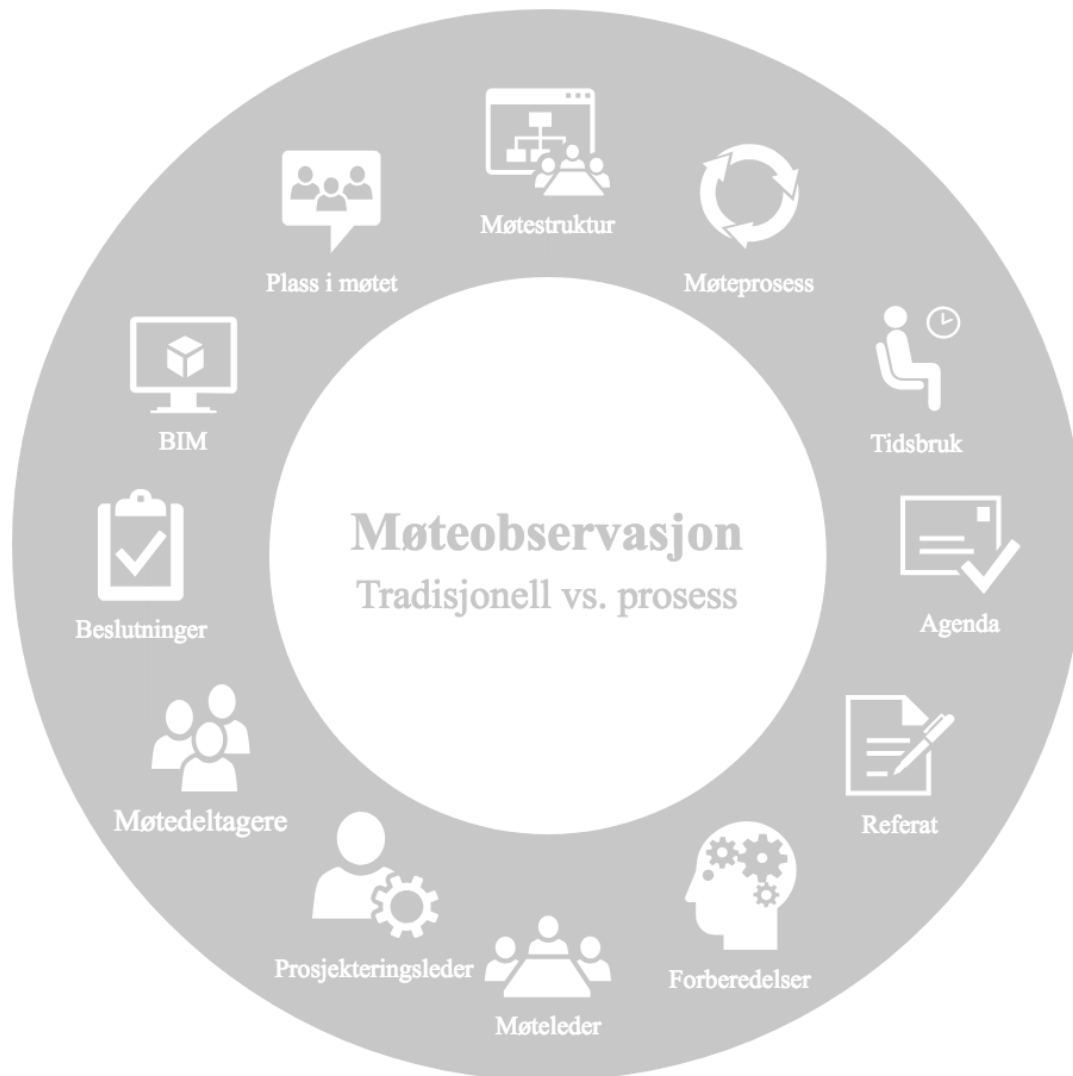 Møtestruktur
Møteprosess
Plass i møtet
Tidsbruk
BIM
Møteobservasjon
Tradisjonell vs. prosess
Agenda
Beslutninger
Møtedeltagere
Referat
Prosjekteringsleder
Forberedelser
Møteleder